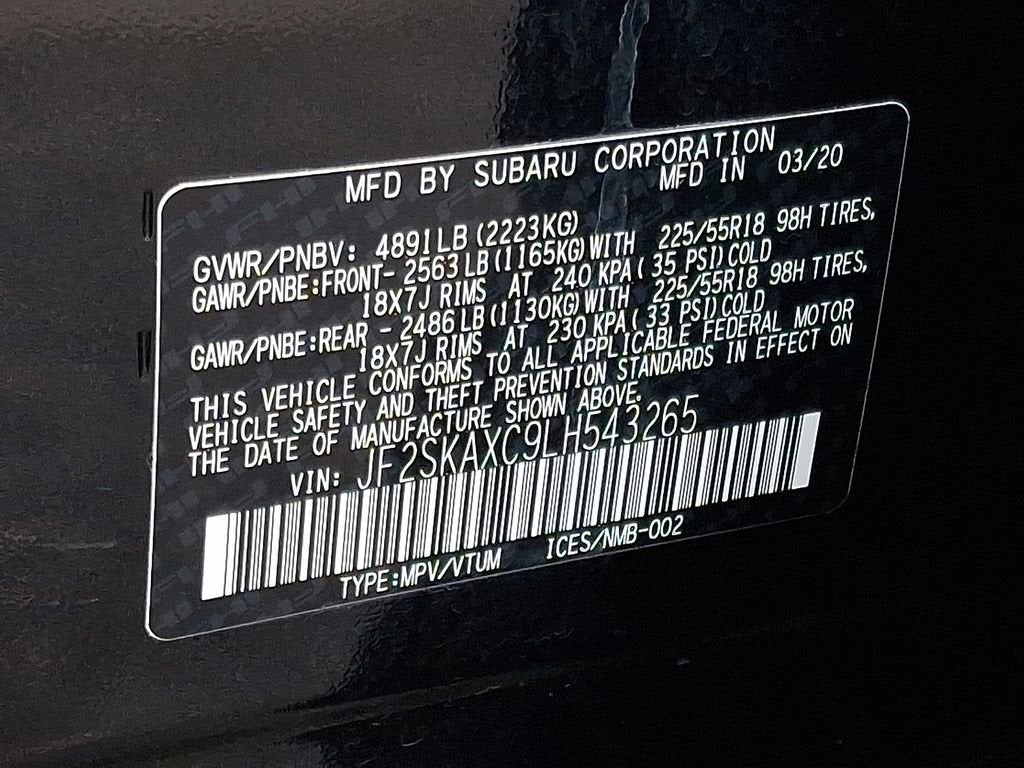 MFD BY SUBARU CORPORATION
MFD IN 03/20
GVWR/PNBV: 4891LB (2223KG)
GAWR/PNBE:FRONT- 2563LB (1165KG) WITH 225/55R18 98H TIRES,
18X7J RIMS AT 240 KPA ( 35 PSI) COLD
GAWR/PNBE:REAR - 2486LB (1130KG) WITH 225/55R18 98H TIRES,
18X7J RIMS AT 230 KPA ( 33 PSI) COLD
THIS VEHICLE CONFORMS TO ALL APPLICABLE FEDERAL MOTOR
VEHICLE SAFETY AND THEFT PREVENTION STANDARDS IN EFFECT ON
THE DATE OF MANUFACTURE SHOWN ABOVE.
VIN: JF2SKAXC9LH543265
TYPE:MPV/VTUM ICES/NMB-002